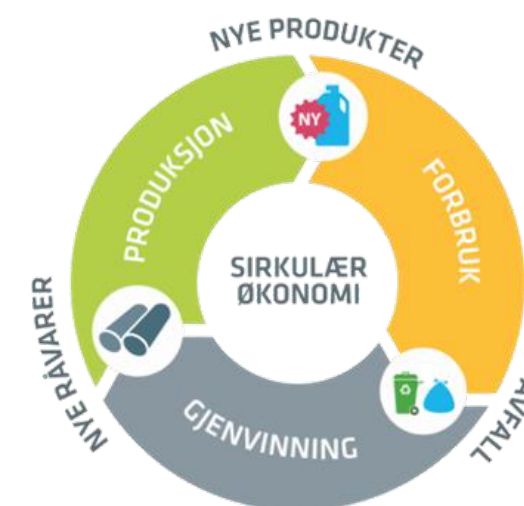 NYE PRODUKTER
NY
PRODUKSJON
FORBRUK
SIRKULÆR
ØKONOMI
NYE RÅVARER
GJENVINNING
AVFALL